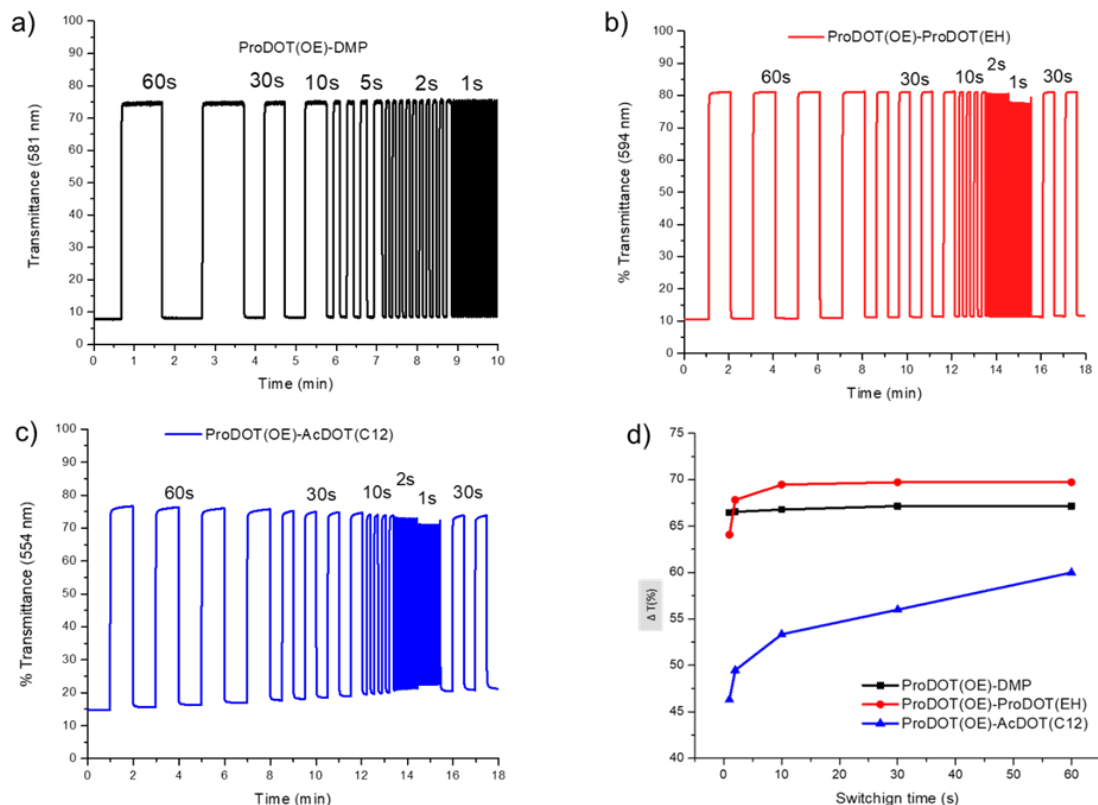 a)
ProDOT(OE)-DMP
60s 30s 10s 5s 2s 1s
100
90
80
70
60
50
40
30
20
10
0
Transmittance (581 nm)
0 1 2 3 4 5 6 7 8 9 10
Time (min)
b)
ProDOT(OE)-ProDOT(EH)
60s 30s 10s 2s 1s 30s
100
90
80
70
60
50
40
30
20
10
0
% Transmittance (594 nm)
0 2 4 6 8 10 12 14 16 18
Time (min)
c)
ProDOT(OE)-AcDOT(C12)
60s 30s 10s 2s 1s 30s
100
90
80
70
60
50
40
30
20
10
0
% Transmittance (554 nm)
0 2 4 6 8 10 12 14 16 18
Time (min)
d)
75
70
65
60
55
50
45
40
Δ T(%)
ProDOT(OE)-DMP
ProDOT(OE)-ProDOT(EH)
ProDOT(OE)-AcDOT(C12)
0 10 20 30 40 50 60
Switchign time (s)